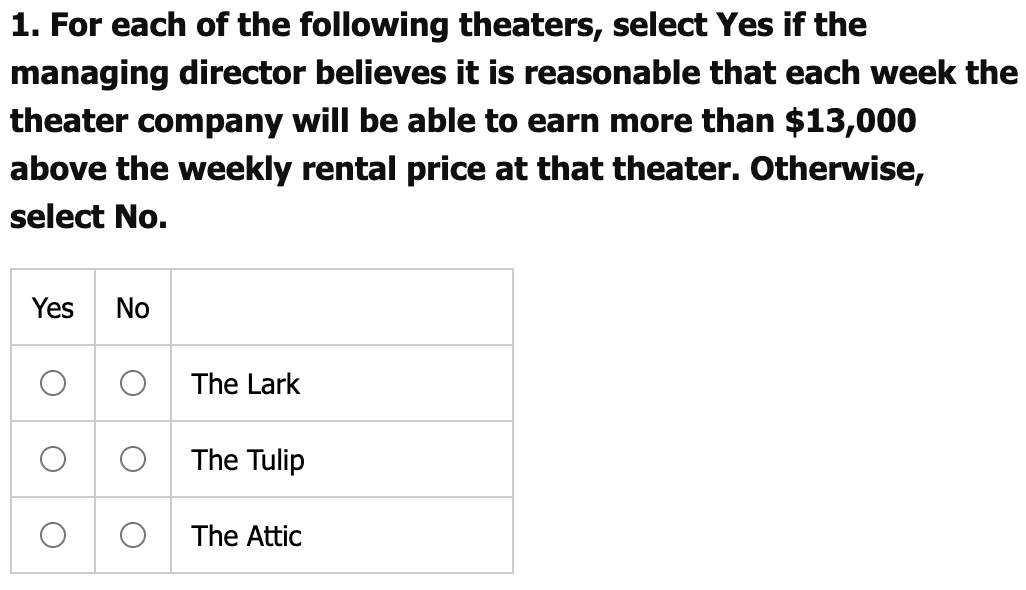 1. For each of the following theaters, select Yes if the
managing director believes it is reasonable that each week the
theater company will be able to earn more than $13,000
above the weekly rental price at that theater. Otherwise,
select No.
Yes No
The Lark
The Tulip
The Attic